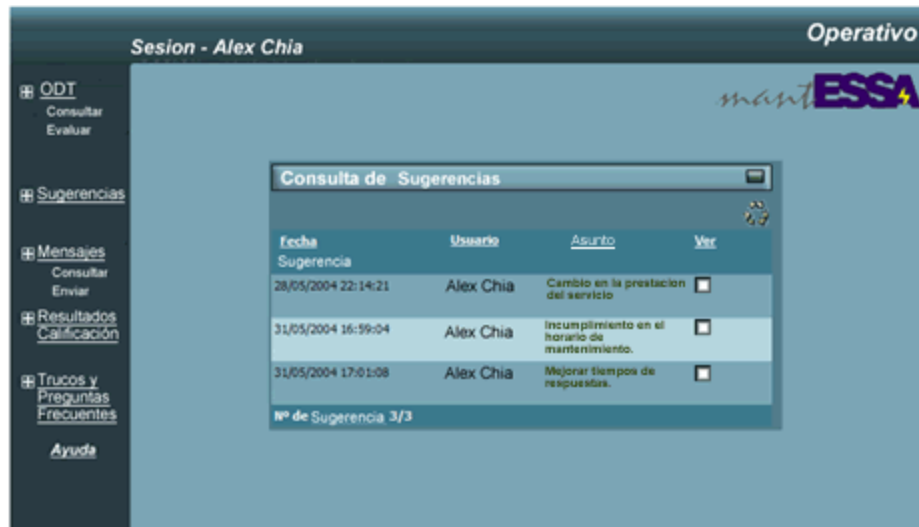 Operativo
Sesion - Alex Chia
mantESSA
ODT
Consultar
Evaluar
Sugerencias
Mensajes
Consultar
Enviar
Resultados
Calificación
Trucos y
Preguntas
Frecuentes
Ayuda
Consulta de Sugerencias
Fecha Usuario Asunto Ver
Sugerencia
28/05/2004 22:14:21 Alex Chia Cambio en la prestacion
del servicio
31/05/2004 16:59:04 Alex Chia Incumplimiento en el
horario de
mantenimiento.
31/05/2004 17:01:08 Alex Chia Mejorar tiempos de
respuestas.
Nº de Sugerencia 3/3